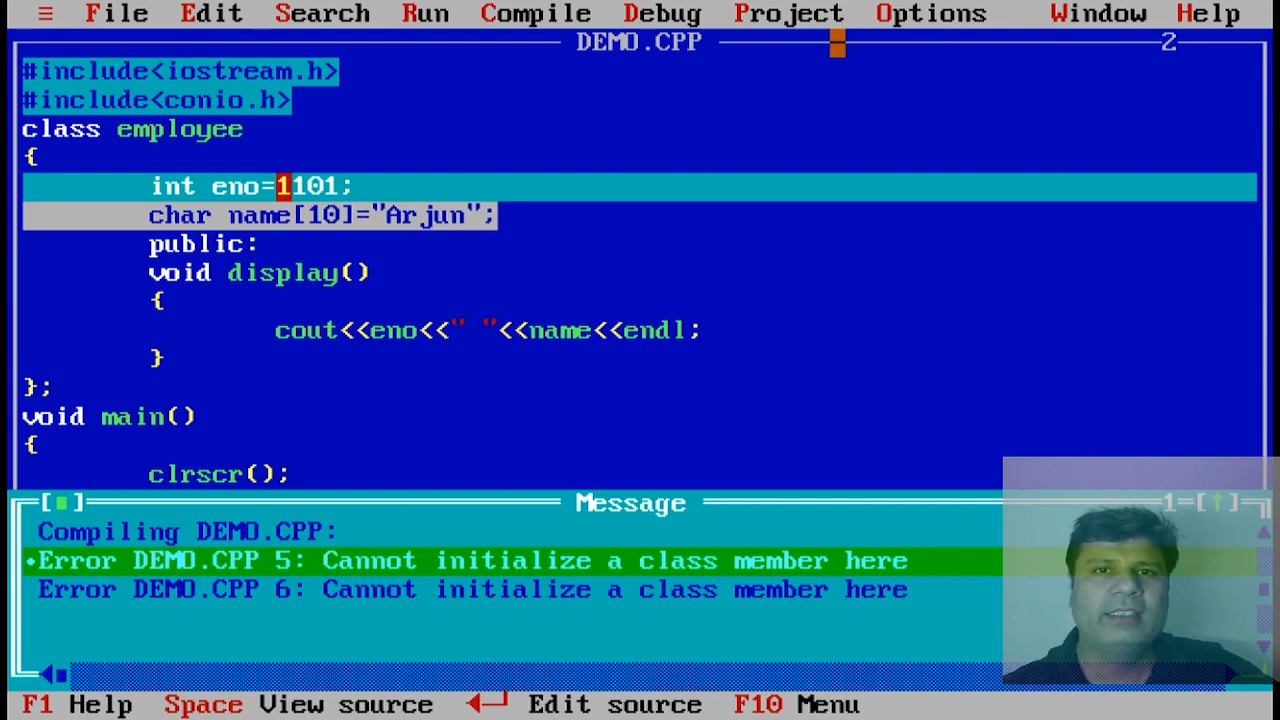 ≡ File Edit Search Run Compile Debug Project Options Window Help
DEMO.CPP 2
#include<iostream.h>
#include<conio.h>
class employee
{
int eno=1101;
char name[10]="Arjun";
public:
void display()
{
cout<<eno<<" "<<name<<endl;
}
};
void main()
{
clrscr();
[■] Message 1=[↑]
Compiling DEMO.CPP:
•Error DEMO.CPP 5: Cannot initialize a class member here
Error DEMO.CPP 6: Cannot initialize a class member here
F1 Help Space View source ◄─┘ Edit source F10 Menu